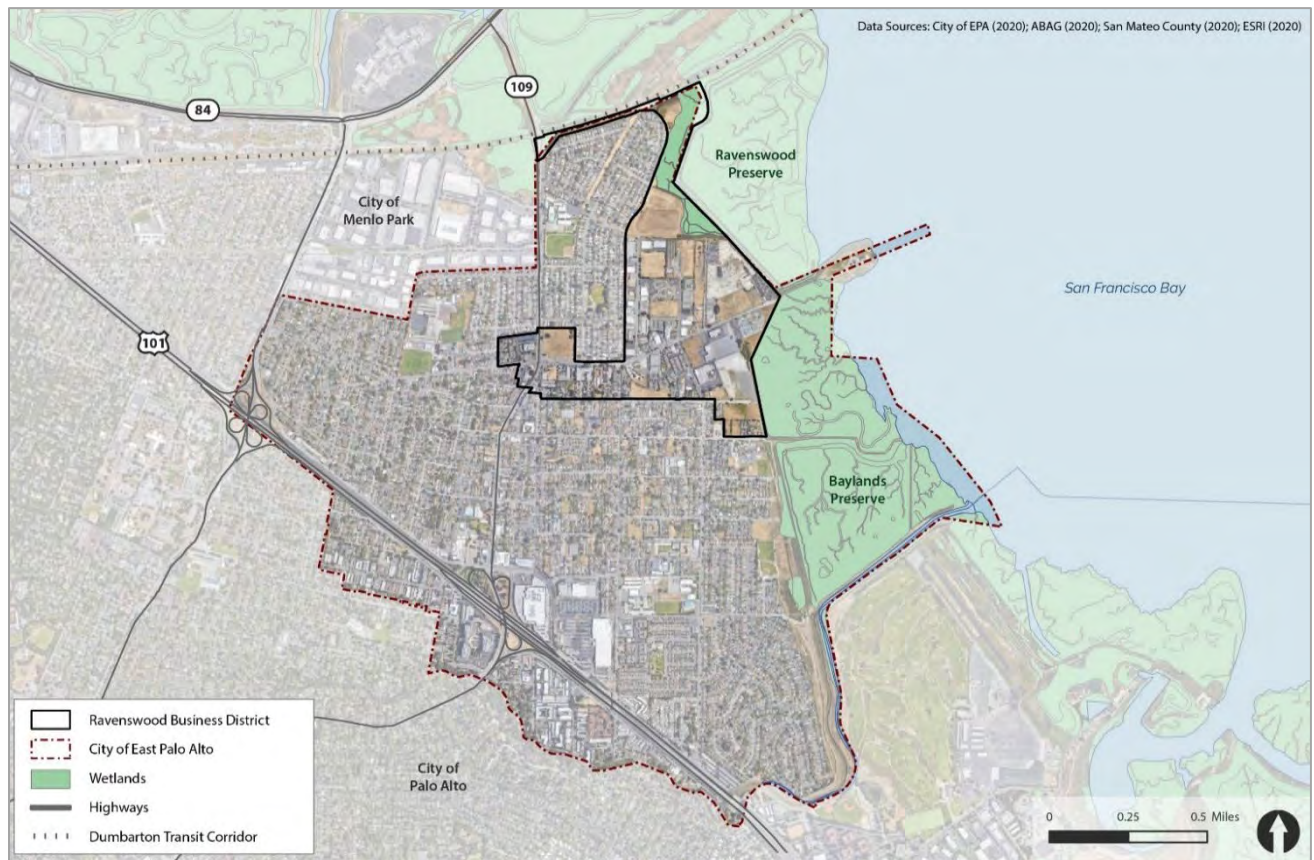 Data Sources: City of EPA (2020); ABAG (2020); San Mateo County (2020); ESRI (2020)
109
84
Ravenswood
Preserve
City of
Menlo Park
San Francisco Bay
101
Baylands
Preserve
City of
Palo Alto
Ravenswood Business District
City of East Palo Alto
Wetlands
Highways
Dumbarton Transit Corridor
0 0.25 0.5 Miles